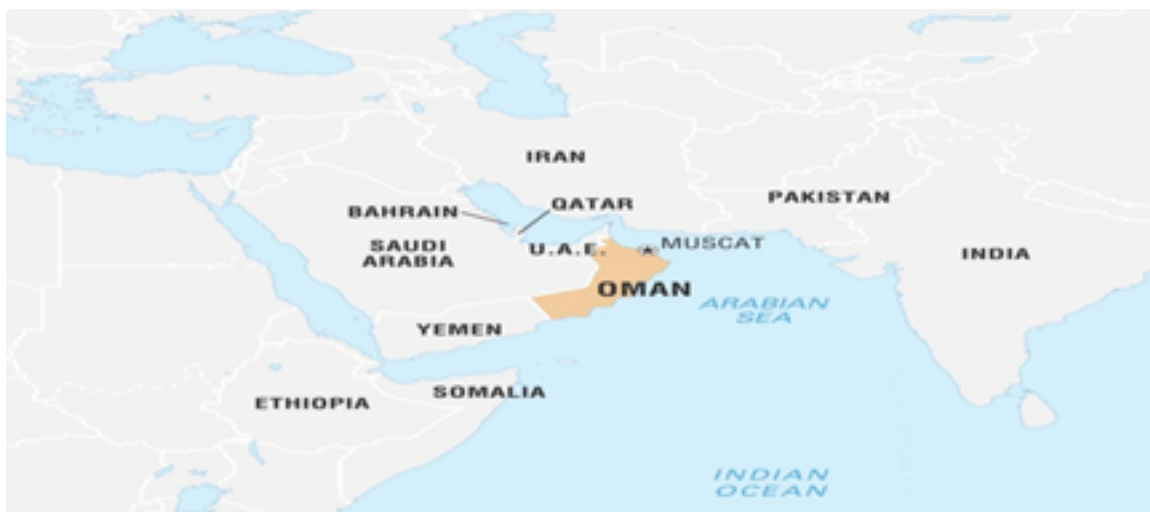 IRAN
PAKISTAN
QATAR
BAHRAIN
SAUDI
ARABIA
U.A.E.
MUSCAT
INDIA
OMAN
ARABIAN
SEA
YEMEN
SOMALIA
ETHIOPIA
INDIAN
OCEAN